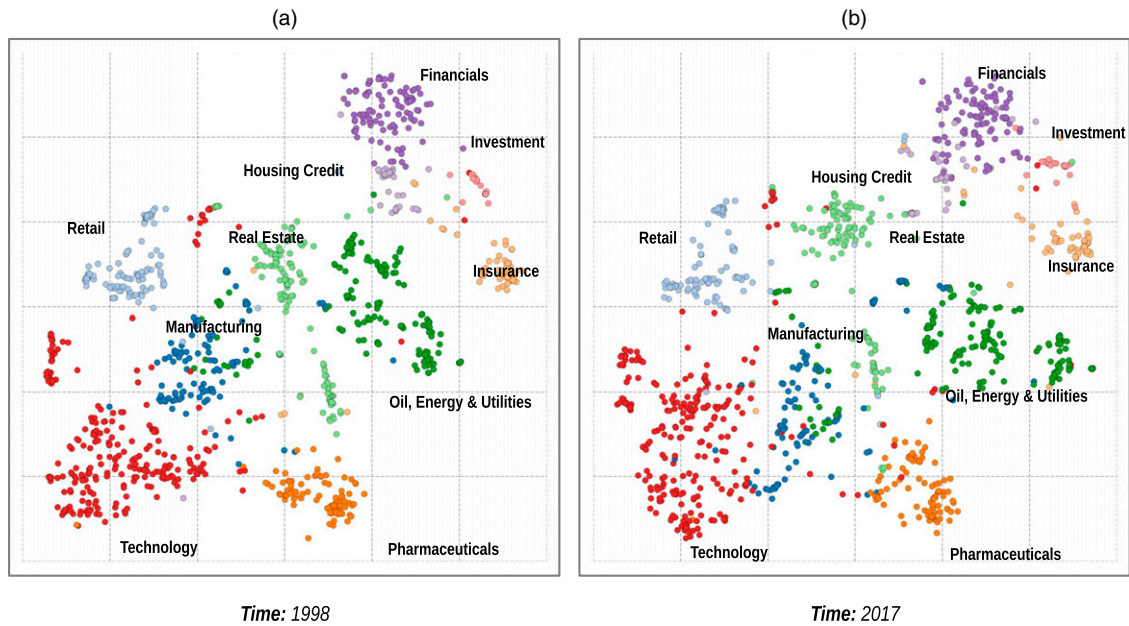 (a)
Financials
Investment
Housing Credit
Retail
Real Estate
Insurance
Manufacturing
Oil, Energy & Utilities
Technology
Pharmaceuticals
Time: 1998
(b)
Financials
Investment
Housing Credit
Retail
Real Estate
Insurance
Manufacturing
Oil, Energy & Utilities
Technology
Pharmaceuticals
Time: 2017